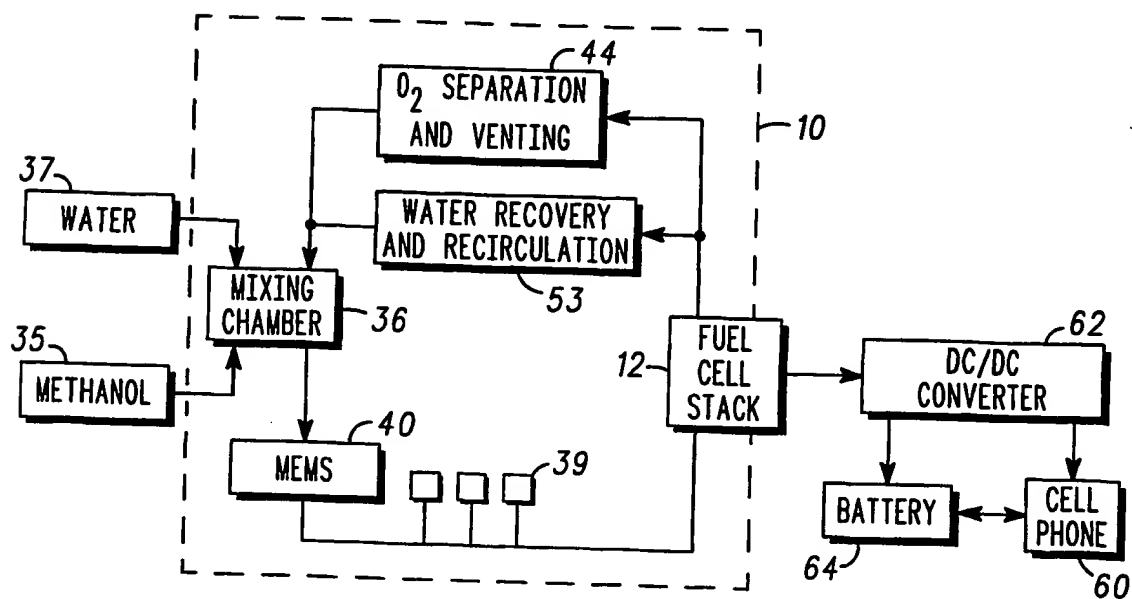 44
O2 SEPARATION
AND VENTING
10
37
WATER
WATER RECOVERY
AND RECIRCULATION
53
MIXING
CHAMBER
36
35
METHANOL
12
FUEL
CELL
STACK
62
DC/DC
CONVERTER
40
MEMS
39
BATTERY
64
CELL
PHONE
60